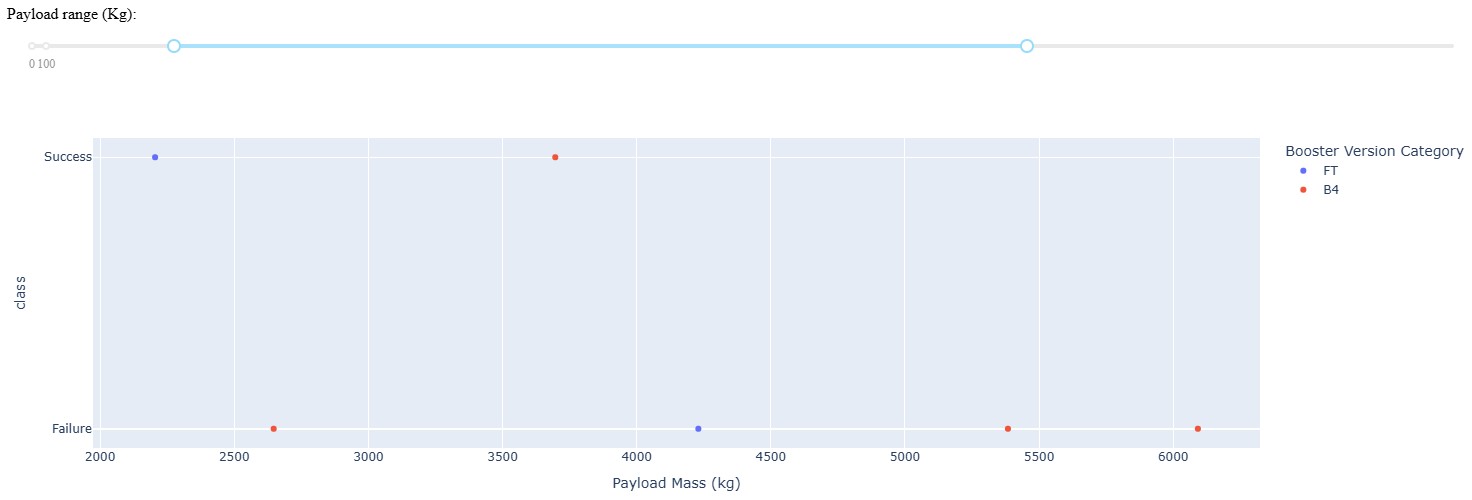 Payload range (Kg):
0 100
Success
Failure
class
2000 2500 3000 3500 4000 4500 5000 5500 6000
Payload Mass (kg)
Booster Version Category
FT
B4